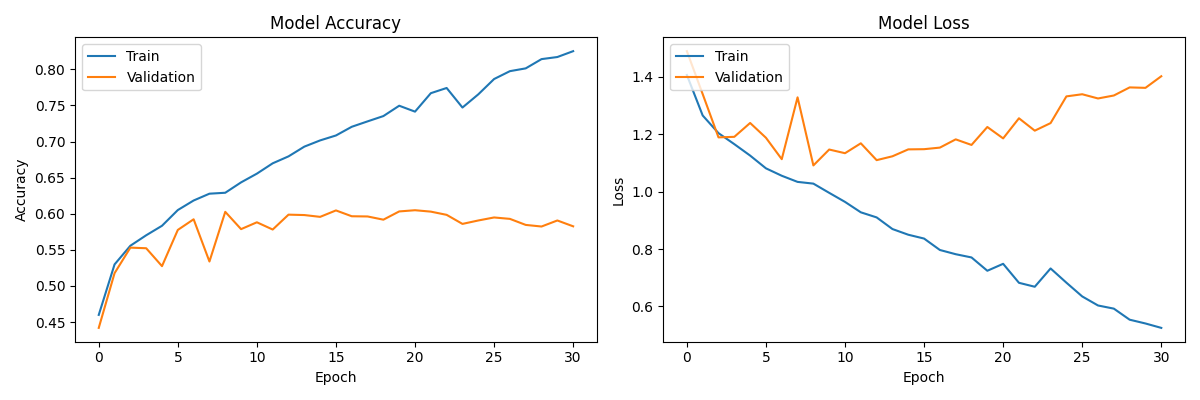 Model Accuracy
Train
Validation
0.80
0.75
0.70
0.65
0.60
0.55
0.50
0.45
Accuracy
0 5 10 15 20 25 30
Epoch
Model Loss
Train
Validation
1.4
1.2
1.0
0.8
0.6
Loss
0 5 10 15 20 25 30
Epoch